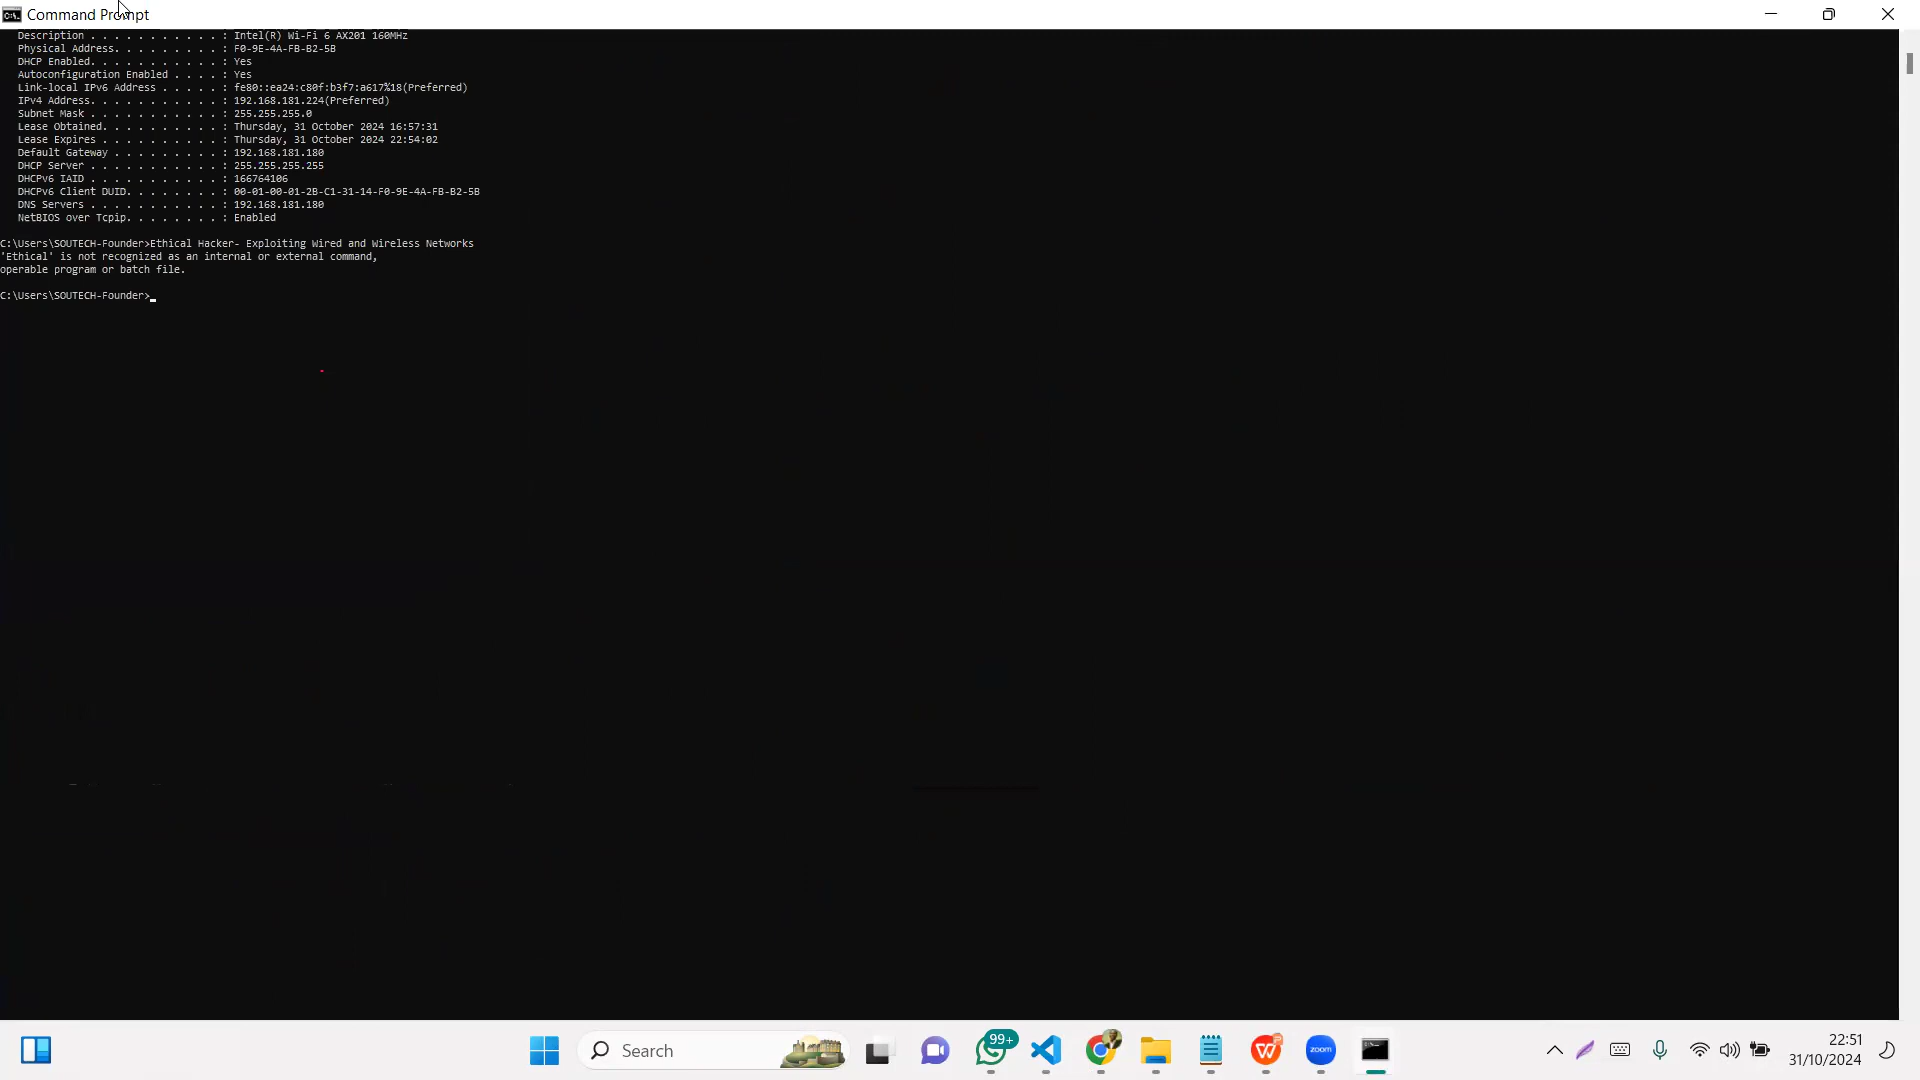 Command Prompt
Description . . . . . . . . . . . : Intel(R) Wi-Fi 6 AX201 160MHz
Physical Address. . . . . . . . . : F0-9E-4A-FB-B2-5B
DHCP Enabled. . . . . . . . . . . : Yes
Autoconfiguration Enabled . . . . : Yes
Link-local IPv6 Address . . . . . : fe80::ea24:c80f:b3f7:a617%18(Preferred)
IPv4 Address. . . . . . . . . . . : 192.168.181.224(Preferred)
Subnet Mask . . . . . . . . . . . : 255.255.255.0
Lease Obtained. . . . . . . . . . : Thursday, 31 October 2024 16:57:31
Lease Expires . . . . . . . . . . : Thursday, 31 October 2024 22:54:02
Default Gateway . . . . . . . . . : 192.168.181.180
DHCP Server . . . . . . . . . . . : 255.255.255.255
DHCPv6 IAID . . . . . . . . . . . : 166764106
DHCPv6 Client DUID. . . . . . . . : 00-01-00-01-2B-C1-31-14-F0-9E-4A-FB-B2-5B
DNS Servers . . . . . . . . . . . : 192.168.181.180
NetBIOS over Tcpip. . . . . . . . : Enabled
C:\Users\SOUTECH-Founder>Ethical Hacker- Exploiting Wired and Wireless Networks
'Ethical' is not recognized as an internal or external command,
operable program or batch file.
C:\Users\SOUTECH-Founder>
Search
99+
zoom
22:51
31/10/2024